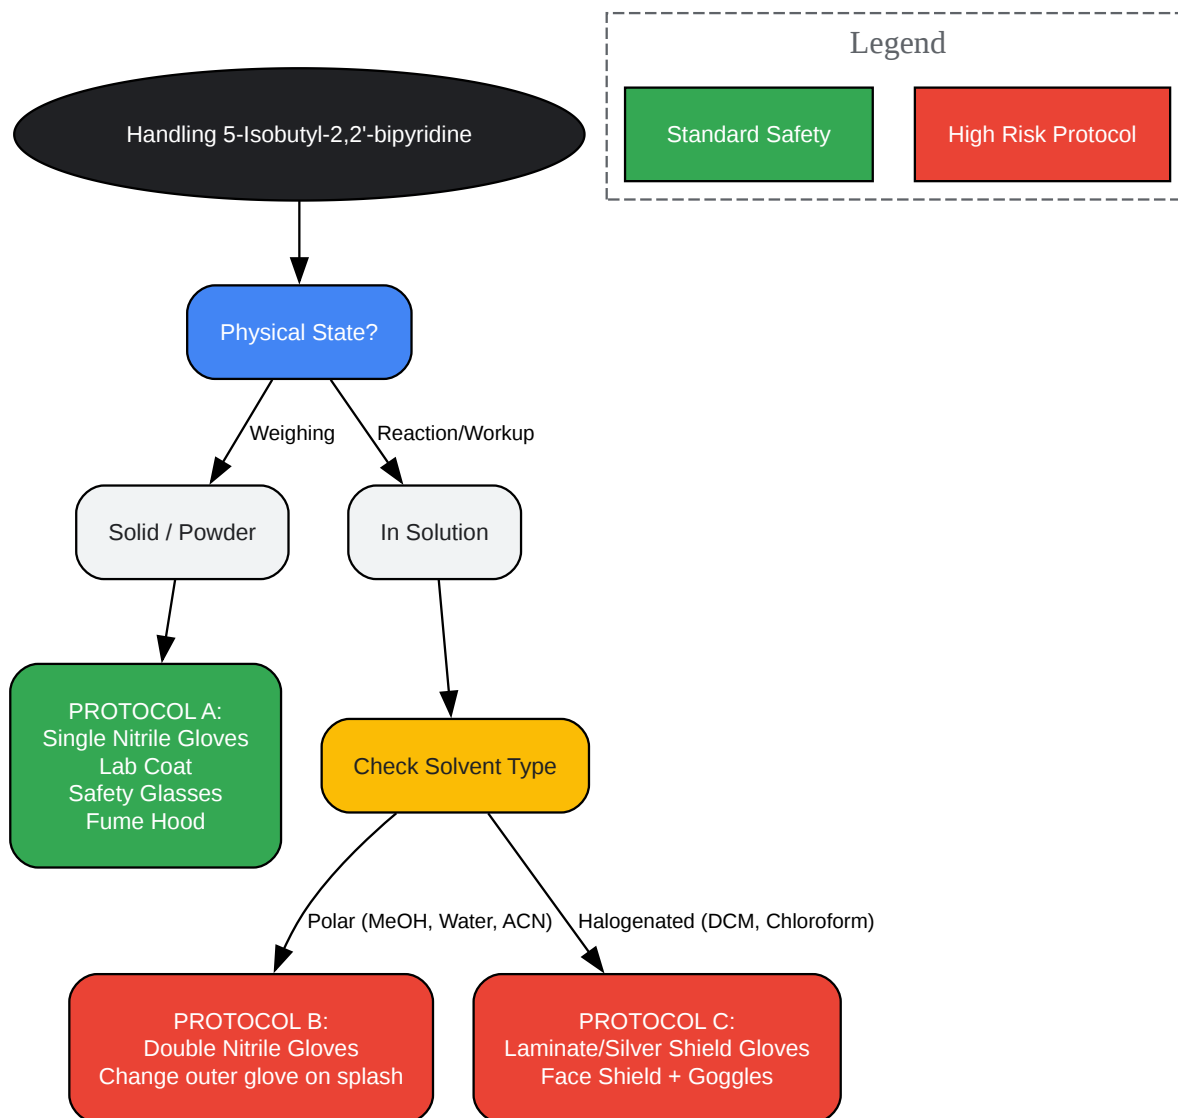 Legend
Handling 5-Isobutyl-2,2'-bipyridine
Standard Safety
High Risk Protocol
Physical State?
Weighing
Reaction/Workup
Solid / Powder
In Solution
PROTOCOL A:
Single Nitrile Gloves
Lab Coat
Safety Glasses
Fume Hood
Check Solvent Type
Polar (MeOH, Water, ACN)
Halogenated (DCM, Chloroform)
PROTOCOL B:
Double Nitrile Gloves
Change outer glove on splash
PROTOCOL C:
Laminate/Silver Shield Gloves
Face Shield + Goggles